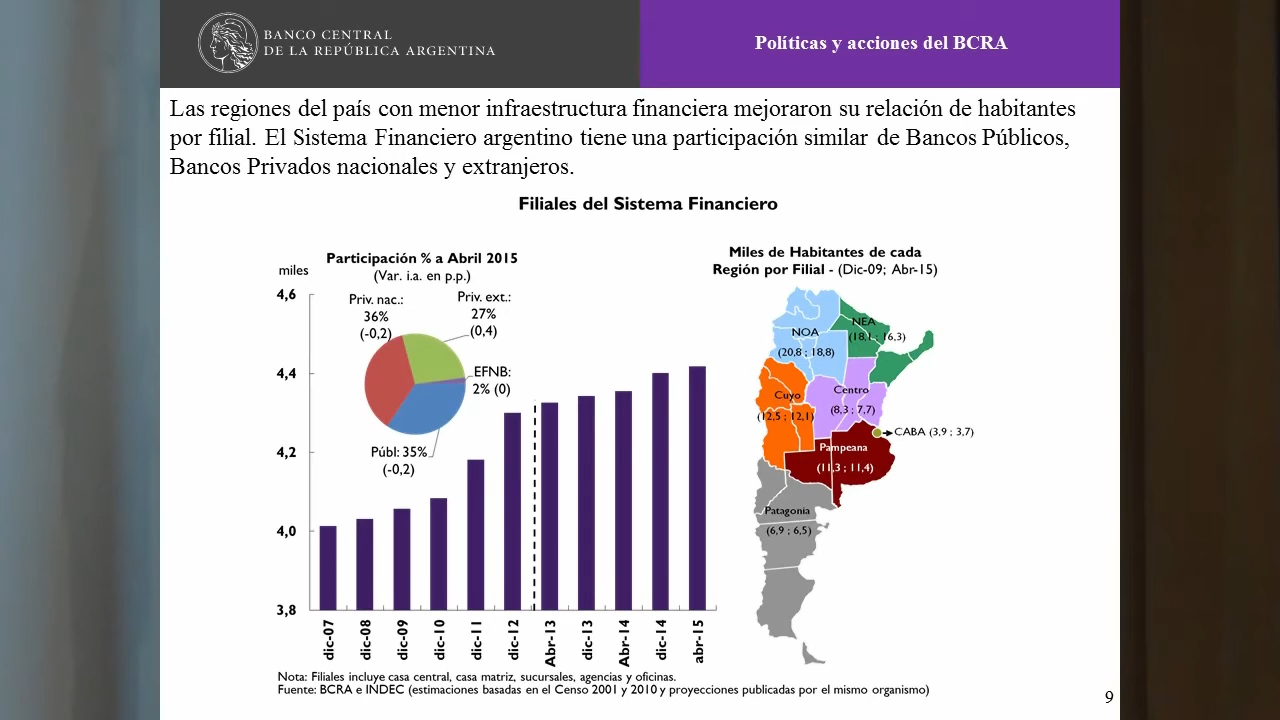 BANCO CENTRAL
DE LA REPÚBLICA ARGENTINA
Políticas y acciones del BCRA
Las regiones del país con menor infraestructura financiera mejoraron su relación de habitantes
por filial. El Sistema Financiero argentino tiene una participación similar de Bancos Públicos,
Bancos Privados nacionales y extranjeros.
Filiales del Sistema Financiero
Participación % a Abril 2015
(Var. i.a. en p.p.)
miles
4,6
4,4
4,2
4,0
3,8
Priv. nac.:
36%
(-0,2)
Priv. ext.:
27%
(0,4)
EFNB:
2% (0)
Públ: 35%
(-0,2)
dic-07
dic-08
dic-09
dic-10
dic-11
dic-12
Abr-13
dic-13
Abr-14
dic-14
abr-15
Miles de Habitantes de cada
Región por Filial - (Dic-09; Abr-15)
NOA
(20,8 ; 18,8)
NEA
(18,1 ; 16,3)
Cuyo
(12,5 ; 12,1)
Centro
(8,3 ; 7,7)
CABA (3,9 ; 3,7)
Pampeana
(11,3 ; 11,4)
Patagonia
(6,9 ; 6,5)
Nota: Filiales incluye casa central, casa matriz, sucursales, agencias y oficinas.
Fuente: BCRA e INDEC (estimaciones basadas en el Censo 2001 y 2010 y proyecciones publicadas por el mismo organismo)
9